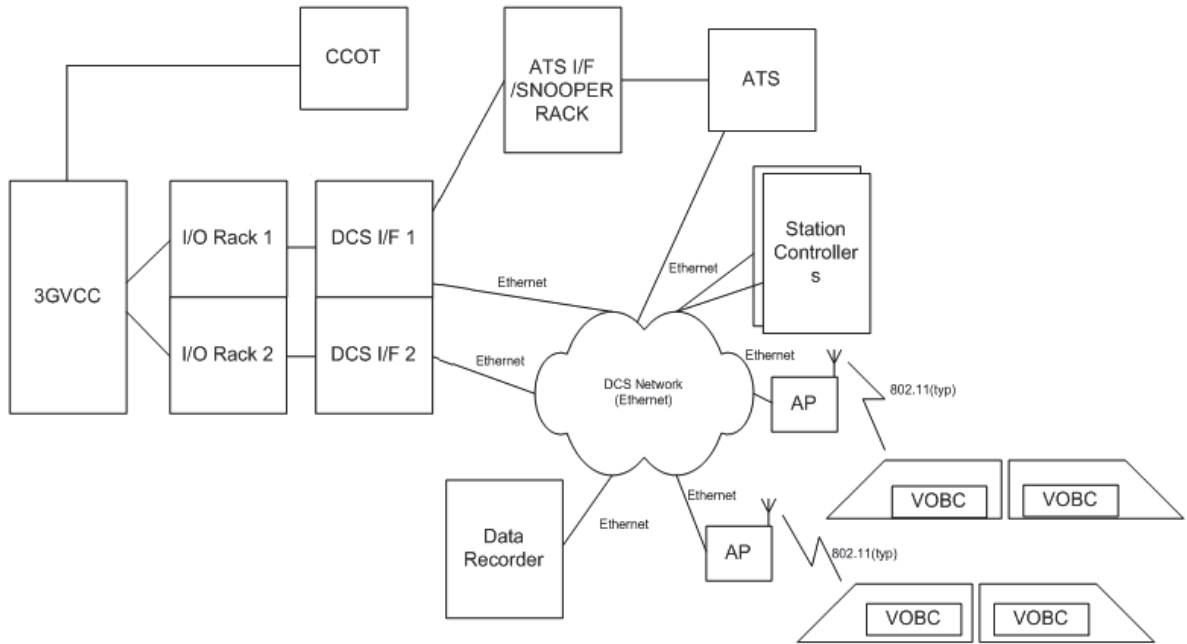 CCOT
ATS I/F
/SNOOPER
RACK
ATS
3GVCC
I/O Rack 1
DCS I/F 1
I/O Rack 2
DCS I/F 2
Station
Controller
s
Ethernet
Ethernet
Ethernet
Ethernet
DCS Network
(Ethernet)
AP
802.11(typ)
VOBC
VOBC
Data
Recorder
Ethernet
Ethernet
AP
802.11(typ)
VOBC
VOBC